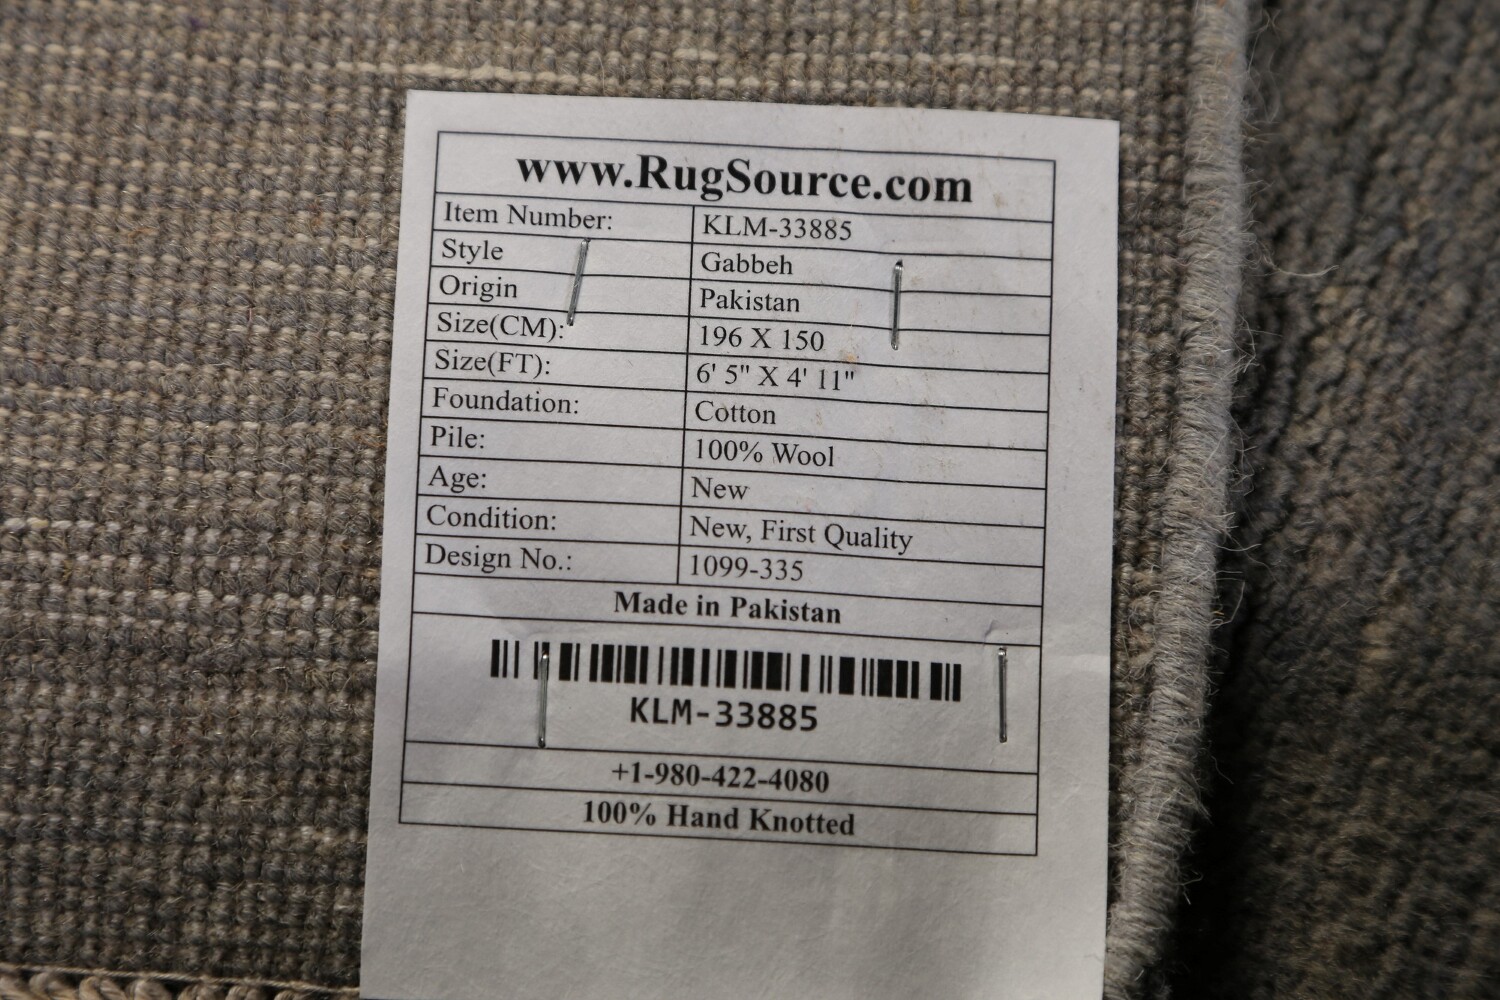 www.RugSource.com
Item Number: KLM-33885
Style Gabbeh
Origin Pakistan
Size(CM): 196 X 150
Size(FT): 6' 5" X 4' 11"
Foundation: Cotton
Pile: 100% Wool
Age: New
Condition: New, First Quality
Design No.: 1099-335
Made in Pakistan
KLM-33885
+1-980-422-4080
100% Hand Knotted